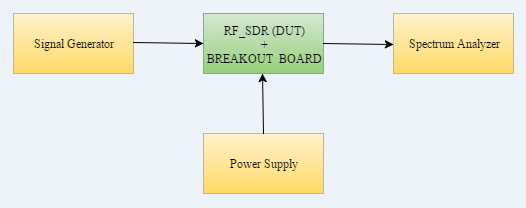 Signal Generator
RF_SDR (DUT)
+
BREAKOUT BOARD
Spectrum Analyzer
Power Supply